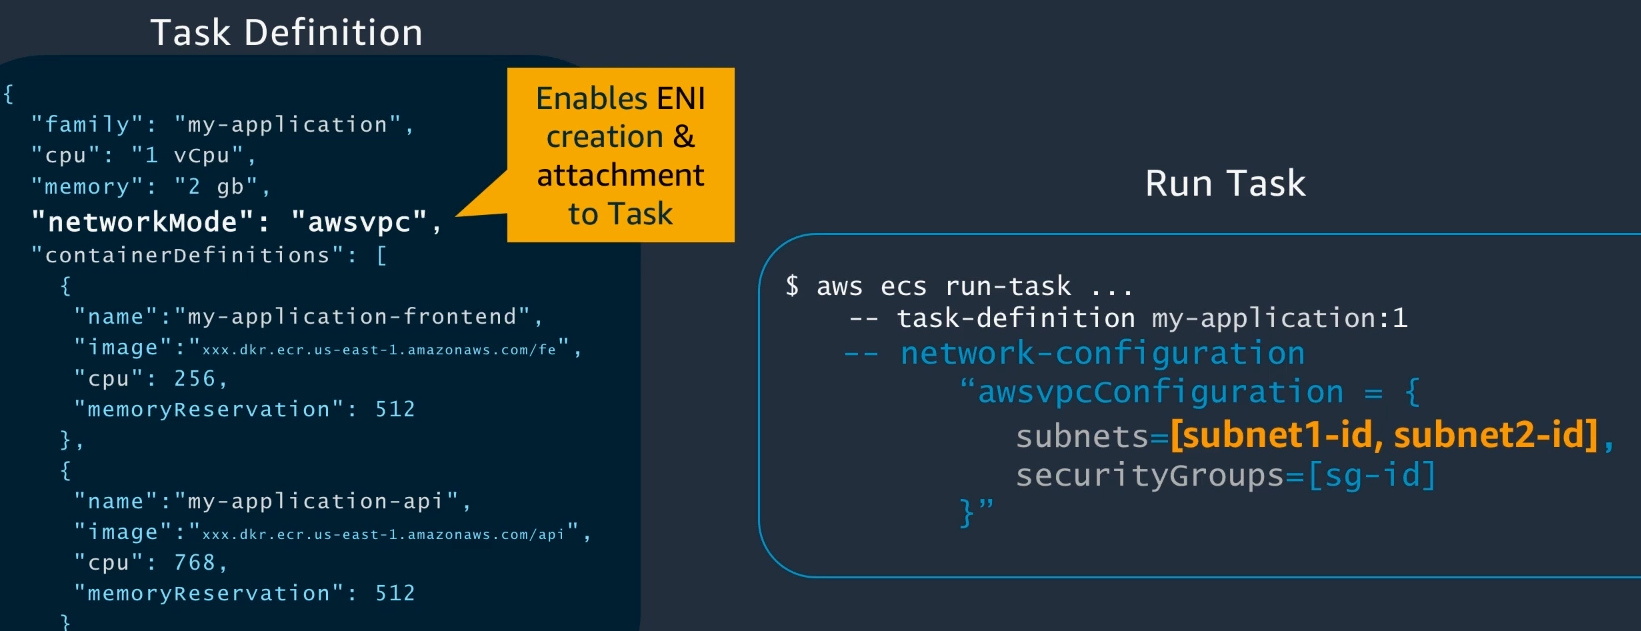 Task Definition
{
"family": "my-application",
"cpu": "1 vCpu",
"memory": "2 gb",
"networkMode": "awsvpc",
"containerDefinitions": [
{
"name":"my-application-frontend",
"image":"xxx.dkr.ecr.us-east-1.amazonaws.com/fe",
"cpu": 256,
"memoryReservation": 512
},
{
"name":"my-application-api",
"image":"xxx.dkr.ecr.us-east-1.amazonaws.com/api",
"cpu": 768,
"memoryReservation": 512
}
Enables ENI
creation &
attachment
to Task
Run Task
$ aws ecs run-task ...
-- task-definition my-application:1
-- network-configuration
“awsvpcConfiguration = {
subnets=[subnet1-id, subnet2-id],
securityGroups=[sg-id]
}”